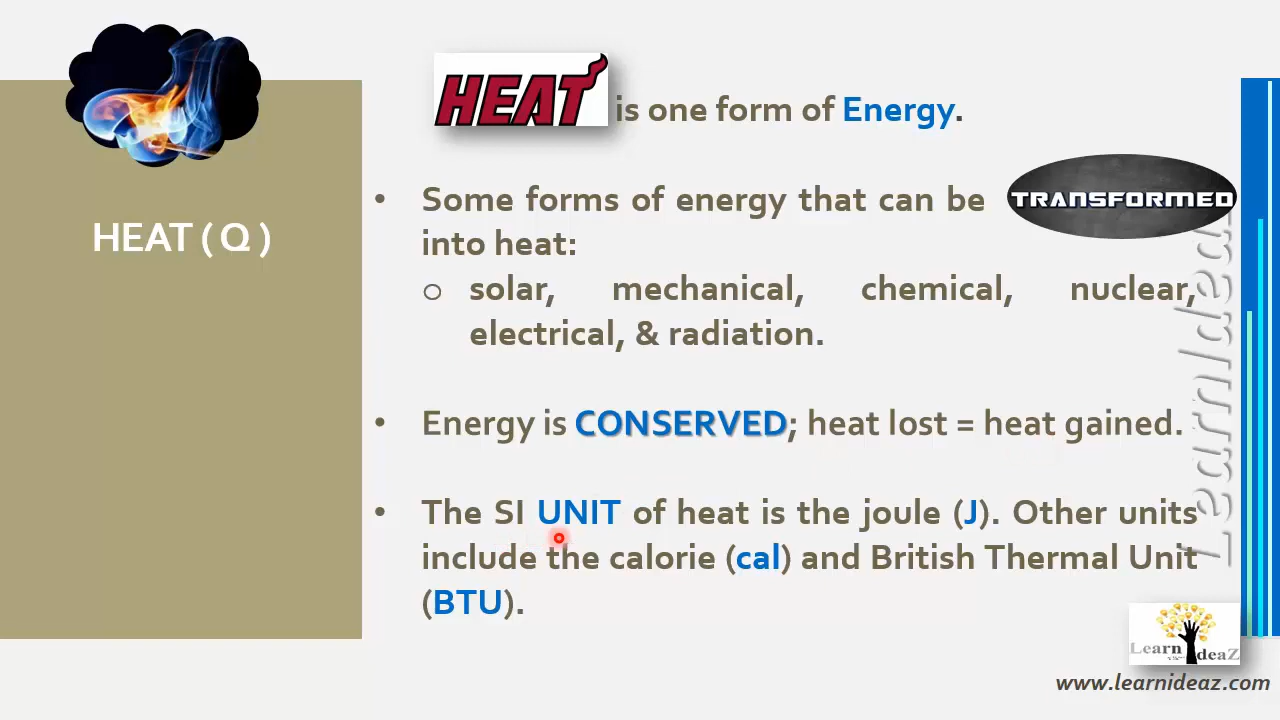 HEAT is one form of Energy.
HEAT ( Q )
• Some forms of energy that can be TRANSFORMED
into heat:
o solar, mechanical, chemical, nuclear,
electrical, & radiation.
• Energy is CONSERVED; heat lost = heat gained.
• The SI UNIT of heat is the joule (J). Other units
include the calorie (cal) and British Thermal Unit
(BTU).
LearnIdeaz
Learn IdeaZ
www.learnideaz.com